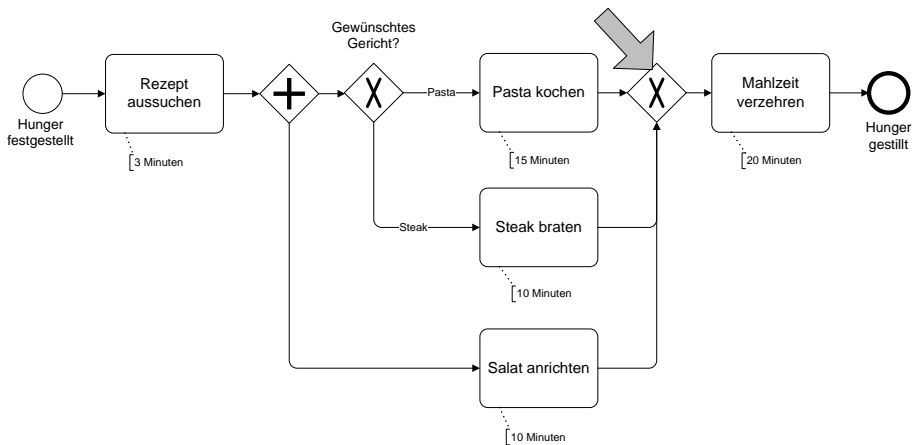 Gewünschtes
Gericht?
Rezept
aussuchen
Pasta
Pasta kochen
Mahlzeit
verzehren
Hunger
festgestellt
Hunger
gestillt
3 Minuten
15 Minuten
20 Minuten
Steak
Steak braten
10 Minuten
Salat anrichten
10 Minuten